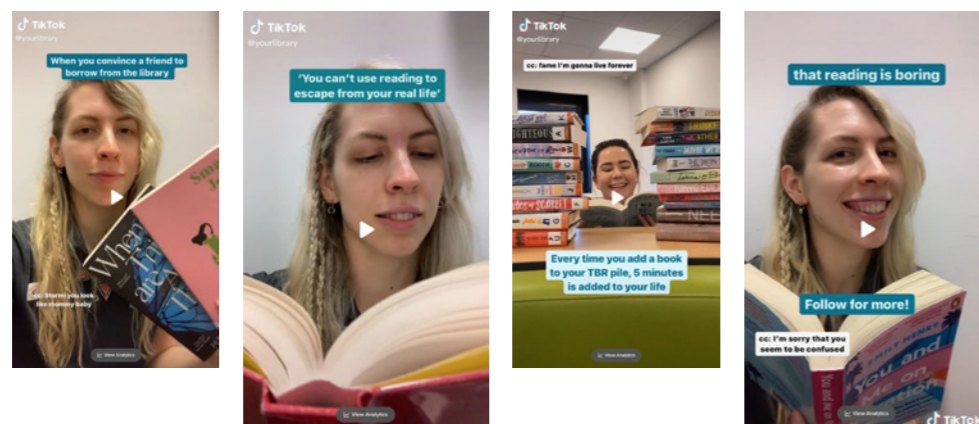 TikTok
@yourlibrary
When you convince a friend to
borrow from the library
When
cc: Stormi you look
like mommy baby
View Analytics
TikTok
@yourlibrary
‘You can’t use reading to
escape from your real life’
View Analytics
TikTok
@yourlibrary
cc: fame I'm gonna live forever
Every time you add a book
to your TBR pile, 5 minutes
is added to your life
View Analytics
that reading is boring
Follow for more!
cc: I'm sorry that you
seem to be confused
EMILY HENRY
You and
Me on
View Analytics
TikTok